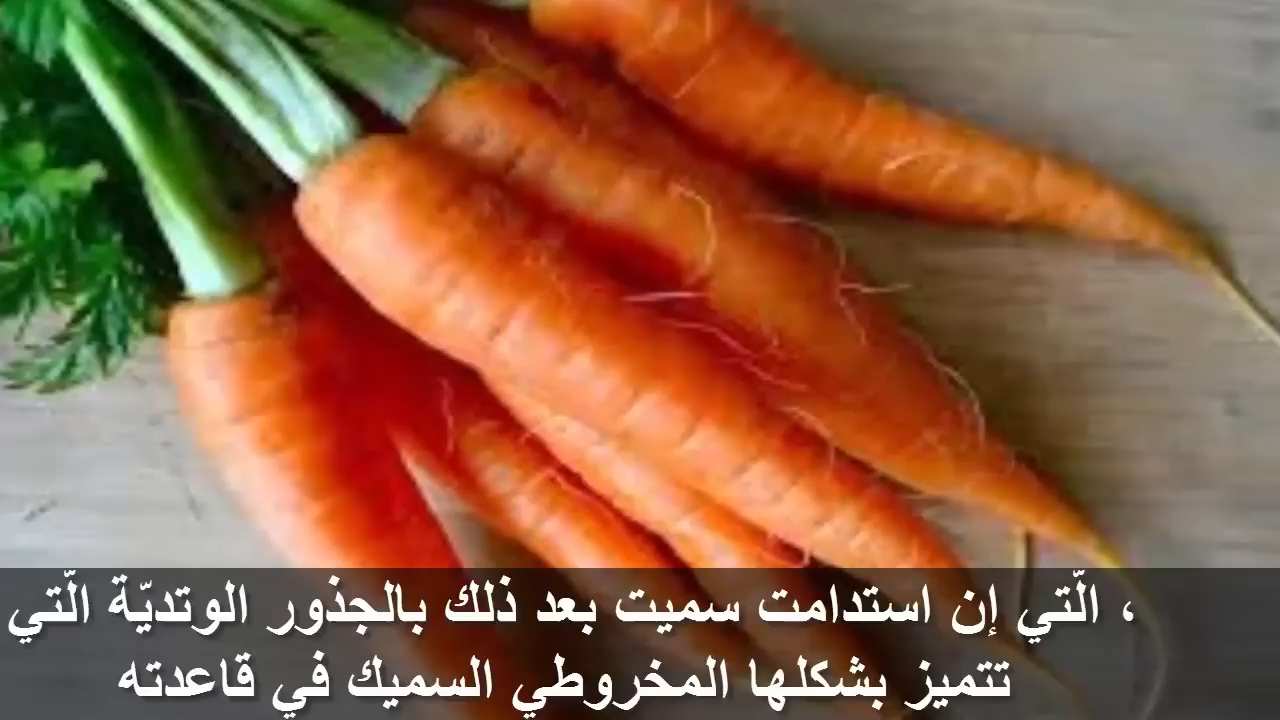 ، الّتي إن استدامت سميت بعد ذلك بالجذور الوتديّة الّتي
تتميز بشكلها المخروطي السميك في قاعدته